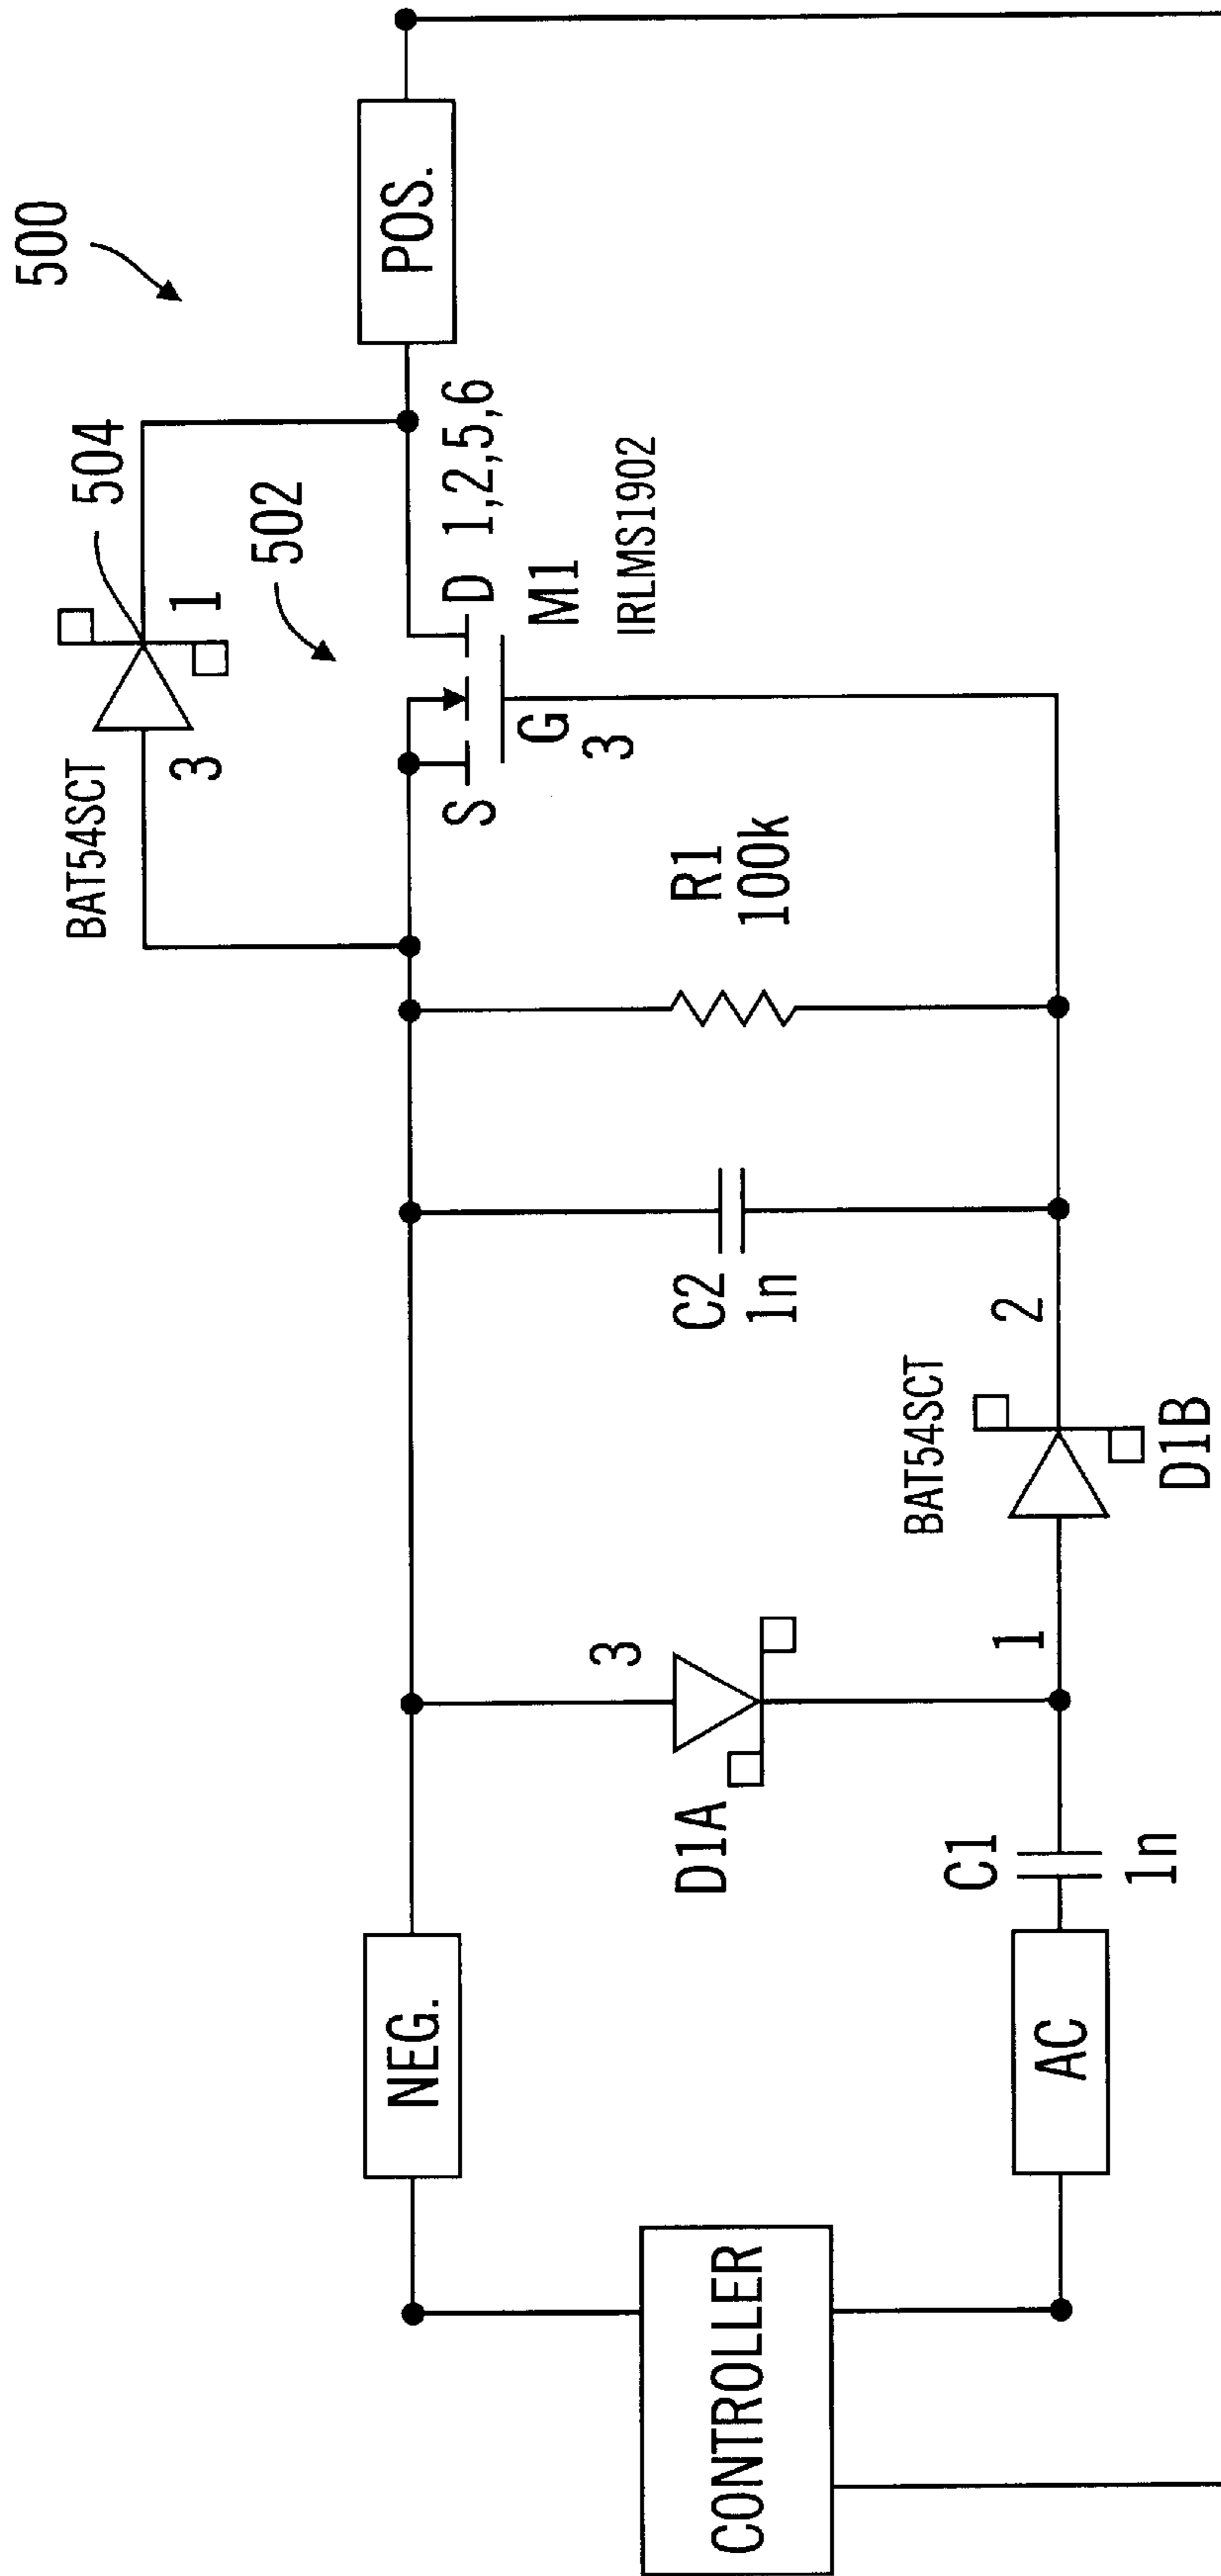 500
BAT54SCT
504
3
1
502
NEG.
POS.
S
D 1,2,5,6
G
3
M1
IRLMS1902
D1A
3
C2
1n
R1
100k
CONTROLLER
BAT54SCT
C1
1n
1
2
AC
D1B